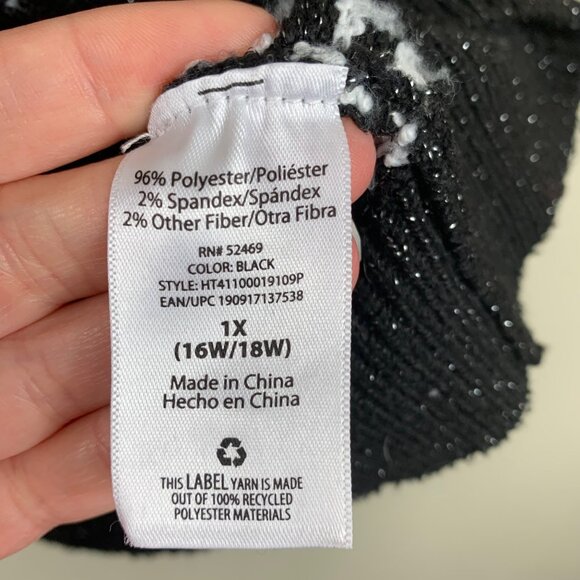 96% Polyester/Poliéster
2% Spandex/Spándex
2% Other Fiber/Otra Fibra
RN# 52469
COLOR: BLACK
STYLE: HT41100019109P
EAN/UPC 190917137538
1X
(16W/18W)
Made in China
Hecho en China
THIS LABEL YARN IS MADE
OUT OF 100% RECYCLED
POLYESTER MATERIALS